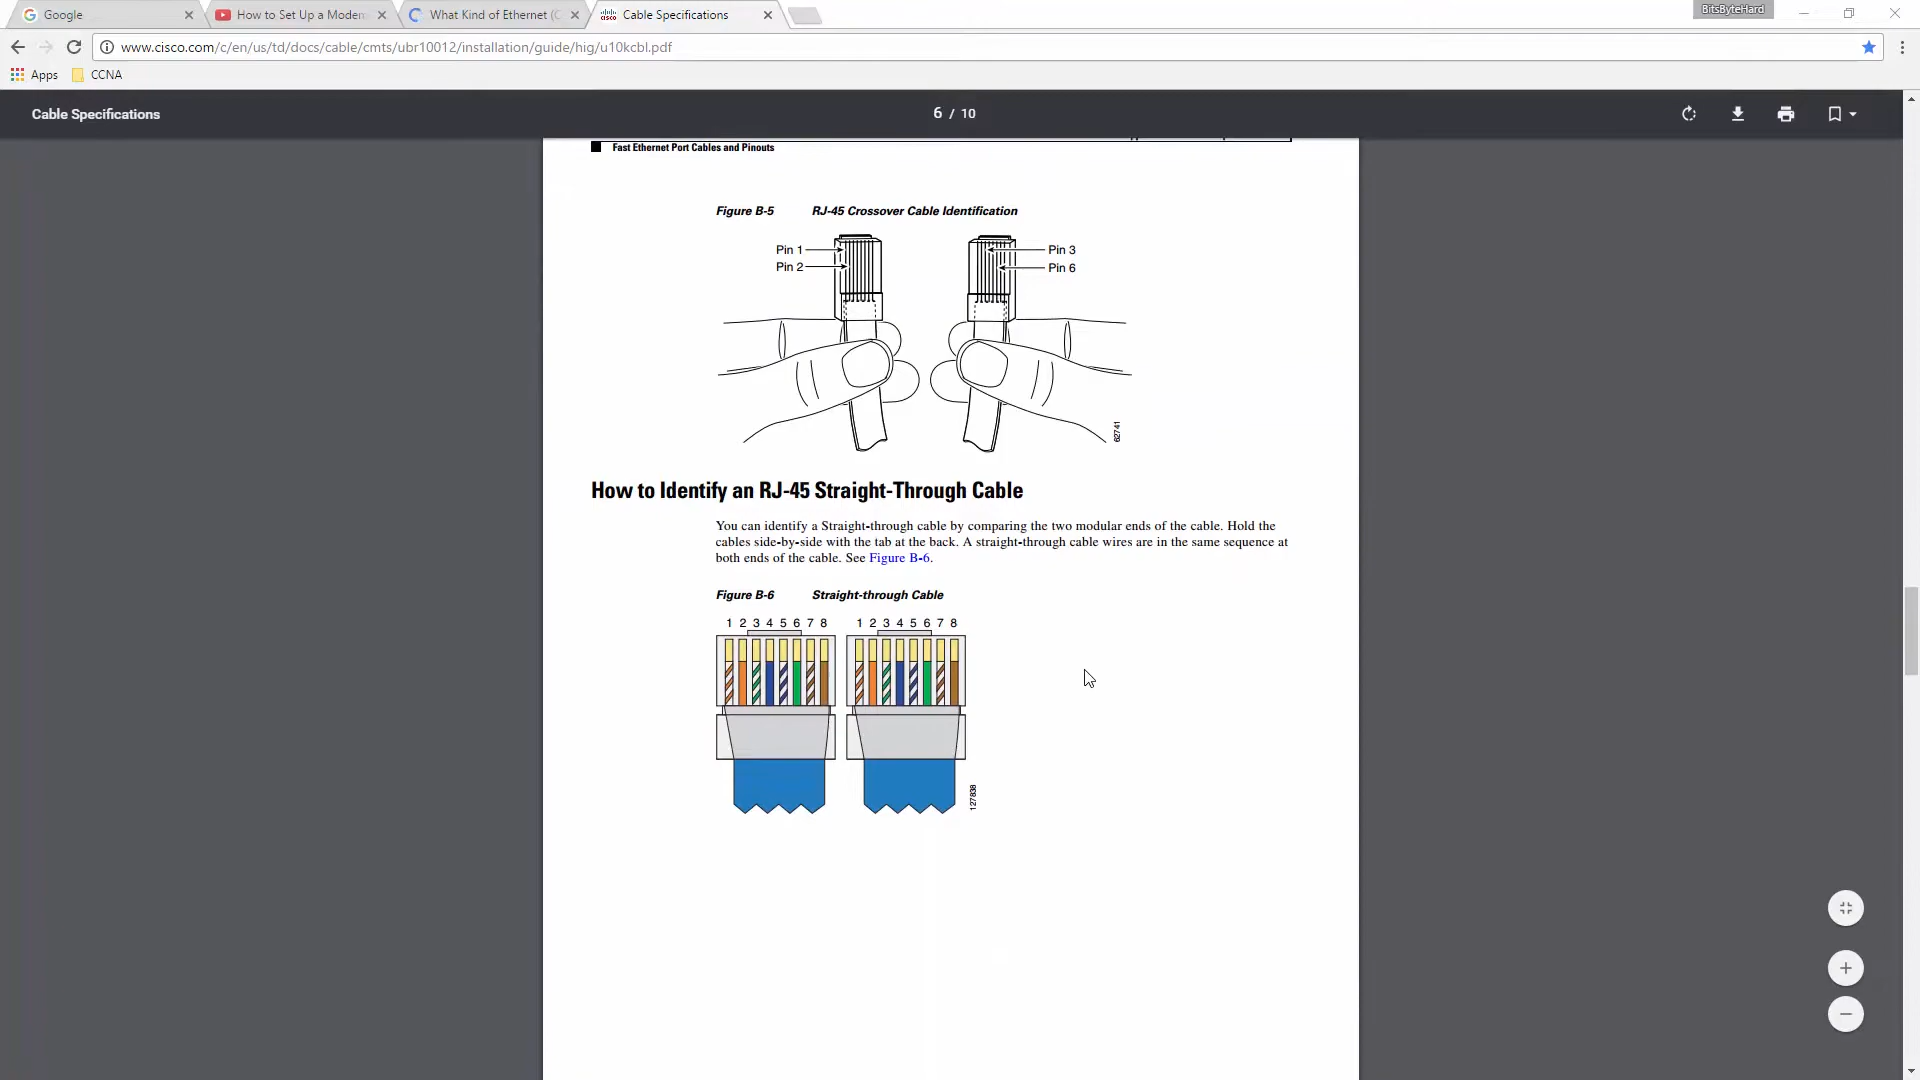 Google
How to Set Up a Modem
What Kind of Ethernet (C
Cable Specifications
BitsByteHard
www.cisco.com/c/en/us/td/docs/cable/cmts/ubr10012/installation/guide/hig/u10kcbl.pdf
Apps
CCNA
Cable Specifications
6 / 10
Fast Ethernet Port Cables and Pinouts
Figure B-5 RJ-45 Crossover Cable Identification
Pin 1
Pin 2
Pin 3
Pin 6
62741
How to Identify an RJ-45 Straight-Through Cable
You can identify a Straight-through cable by comparing the two modular ends of the cable. Hold the
cables side-by-side with the tab at the back. A straight-through cable wires are in the same sequence at
both ends of the cable. See Figure B-6.
Figure B-6 Straight-through Cable
1 2 3 4 5 6 7 8 1 2 3 4 5 6 7 8
127838